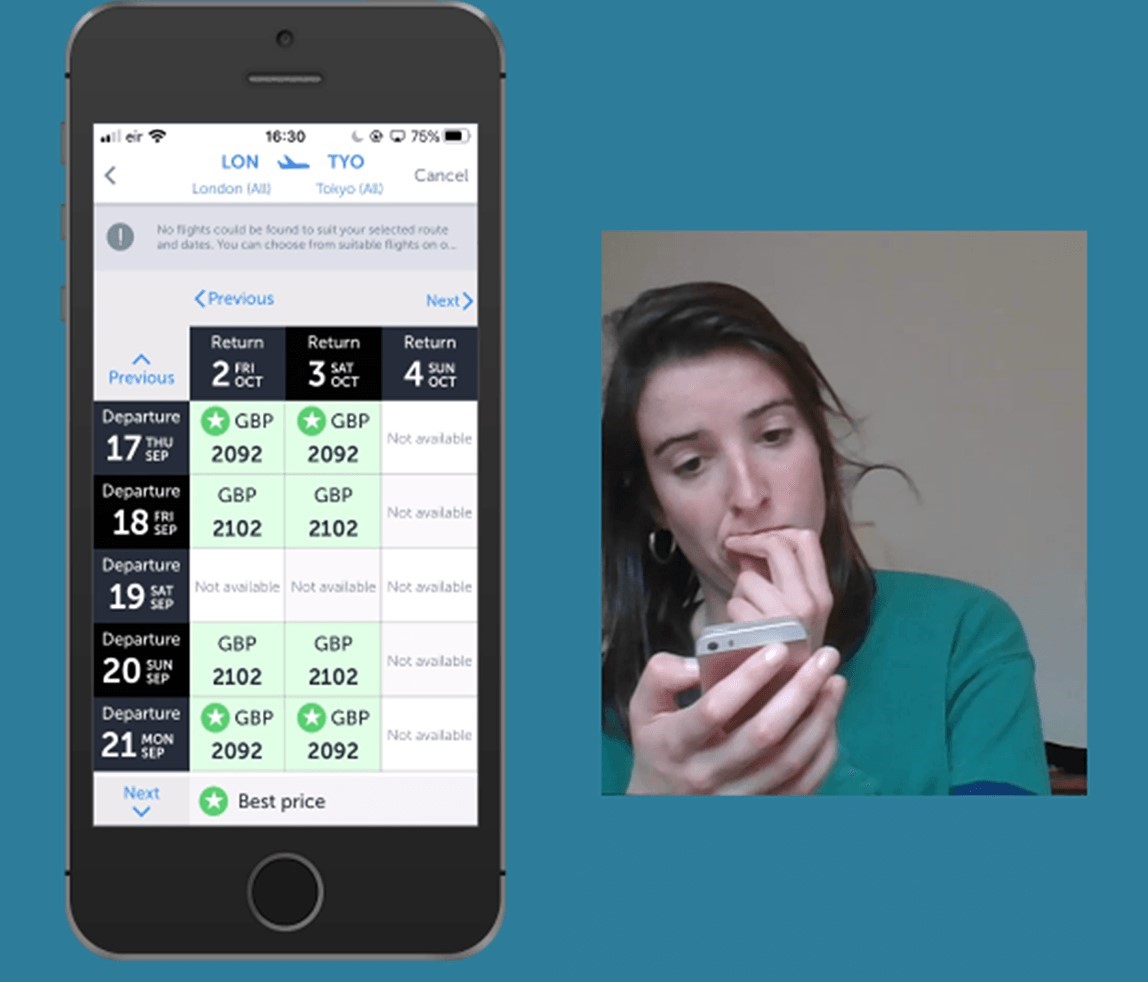 eir 16:30 75%
LON TYO Cancel
London (All) Tokyo (All)
No flights could be found to suit your selected route
and dates. You can choose from suitable flights on o...
Previous Next
Return Return Return
Previous 2 FRI OCT 3 SAT OCT 4 SUN OCT
Departure GBP GBP
17 THU SEP 2092 2092 Not available
Departure GBP GBP
18 FRI SEP 2102 2102 Not available
Departure
19 SAT SEP Not available Not available Not available
Departure GBP GBP
20 SUN SEP 2102 2102 Not available
Departure GBP GBP
21 MON SEP 2092 2092 Not available
Next Best price